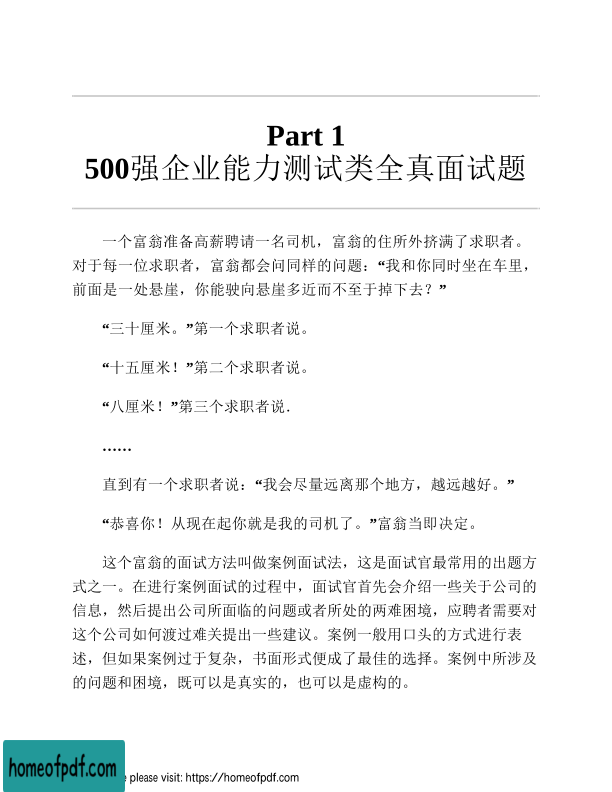 Part 1
500强企业能力测试类全真面试题
一个富翁准备高薪聘请一名司机，富翁的住所外挤满了求职者。
对于每一位求职者，富翁都会问同样的问题：“我和你同时坐在车里，
前面是一处悬崖，你能驶向悬崖多近而不至于掉下去？”
“三十厘米。”第一个求职者说。
“十五厘米！”第二个求职者说。
“八厘米！”第三个求职者说.
……
直到有一个求职者说：“我会尽量远离那个地方，越远越好。”
“恭喜你！从现在起你就是我的司机了。”富翁当即决定。
这个富翁的面试方法叫做案例面试法，这是面试官最常用的出题方
式之一。在进行案例面试的过程中，面试官首先会介绍一些关于公司的
信息，然后提出公司所面临的问题或者所处的两难困境，应聘者需要对
这个公司如何渡过难关提出一些建议。案例一般用口头的方式进行表
述，但如果案例过于复杂，书面形式便成了最佳的选择。案例中所涉及
的问题和困境，既可以是真实的，也可以是虚构的。
homeofpdf.com
please visit: https://homeofpdf.com